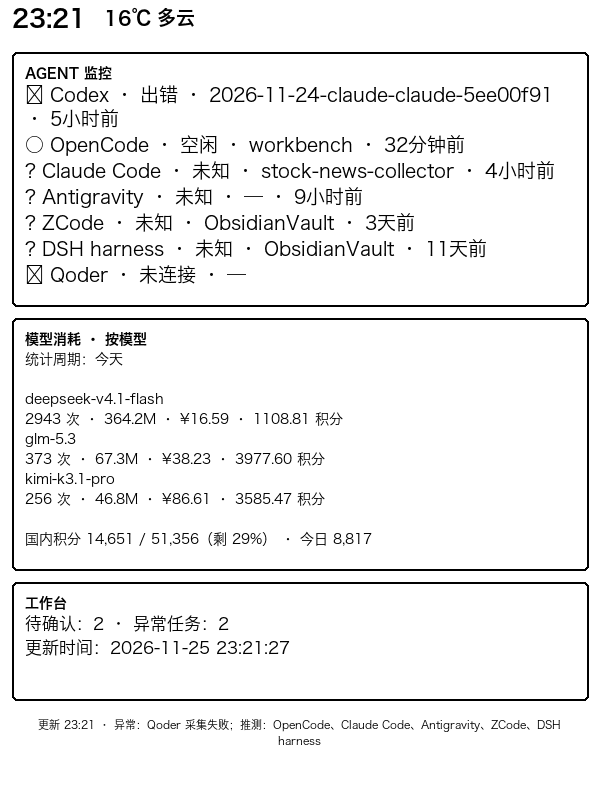 23:21 16℃ 多云
AGENT 监控
☒ Codex · 出错 · 2026-11-24-claude-claude-5ee00f91
· 5小时前
○ OpenCode · 空闲 · workbench · 32分钟前
? Claude Code · 未知 · stock-news-collector · 4小时前
? Antigravity · 未知 · — · 9小时前
? ZCode · 未知 · ObsidianVault · 3天前
? DSH harness · 未知 · ObsidianVault · 11天前
☒ Qoder · 未连接 · —
模型消耗 · 按模型
统计周期：今天
deepseek-v4.1-flash
2943 次 · 364.2M · ¥16.59 · 1108.81 积分
glm-5.3
373 次 · 67.3M · ¥38.23 · 3977.60 积分
kimi-k3.1-pro
256 次 · 46.8M · ¥86.61 · 3585.47 积分
国内积分 14,651 / 51,356（剩 29%） · 今日 8,817
工作台
待确认：2 · 异常任务：2
更新时间：2026-11-25 23:21:27
更新 23:21 · 异常：Qoder 采集失败；推测：OpenCode、Claude Code、Antigravity、ZCode、DSH
harness